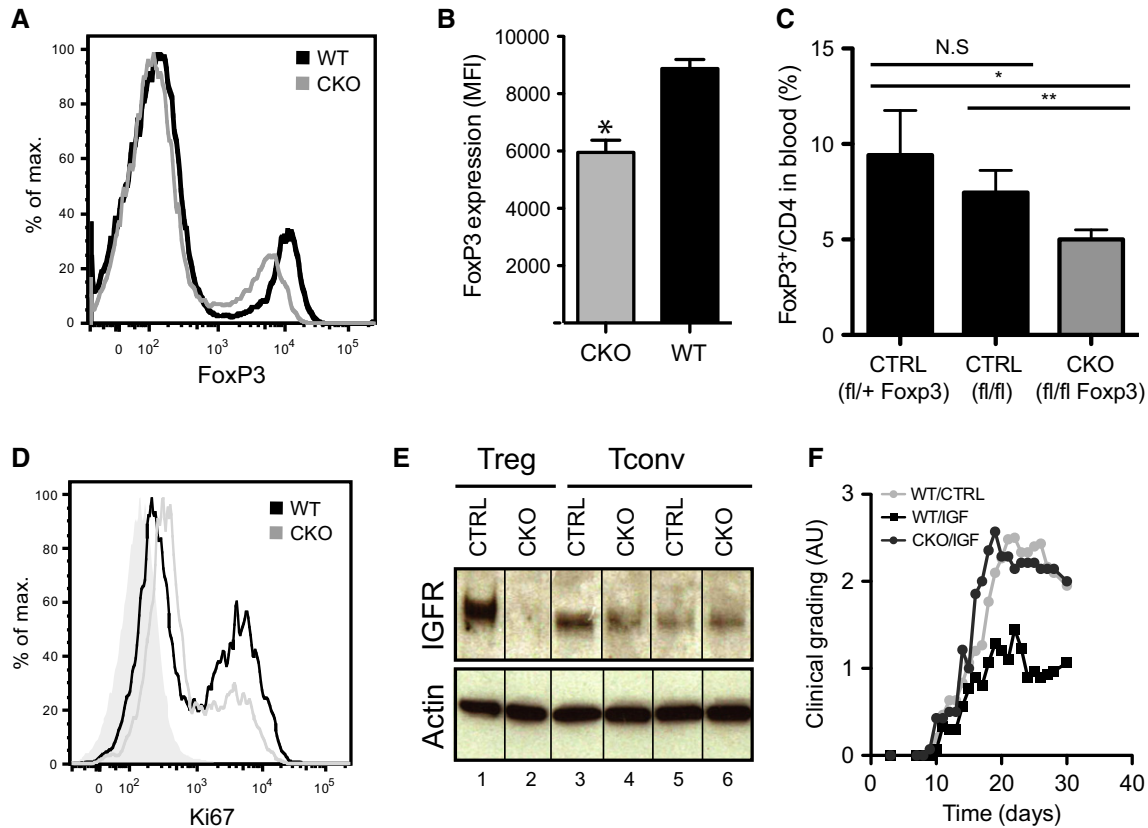 A
% of max.
100
80
60
40
20
0
WT
CKO
0 10² 10³ 10⁴ 10⁵
FoxP3
B
FoxP3 expression (MFI)
10000
8000
6000
4000
2000
*
CKO WT
C
FoxP3⁺/CD4 in blood (%)
15
10
5
0
N.S
*
**
CTRL CTRL CKO
(fl/+ Foxp3) (fl/fl) (fl/fl Foxp3)
D
% of max.
100
80
60
40
20
0
WT
CKO
0 10² 10³ 10⁴ 10⁵
Ki67
E
Treg Tconv
CTRL CKO CTRL CKO CTRL CKO
IGFR
Actin
1 2 3 4 5 6
F
Clinical grading (AU)
3
2
1
0
WT/CTRL
WT/IGF
CKO/IGF
0 10 20 30 40
Time (days)